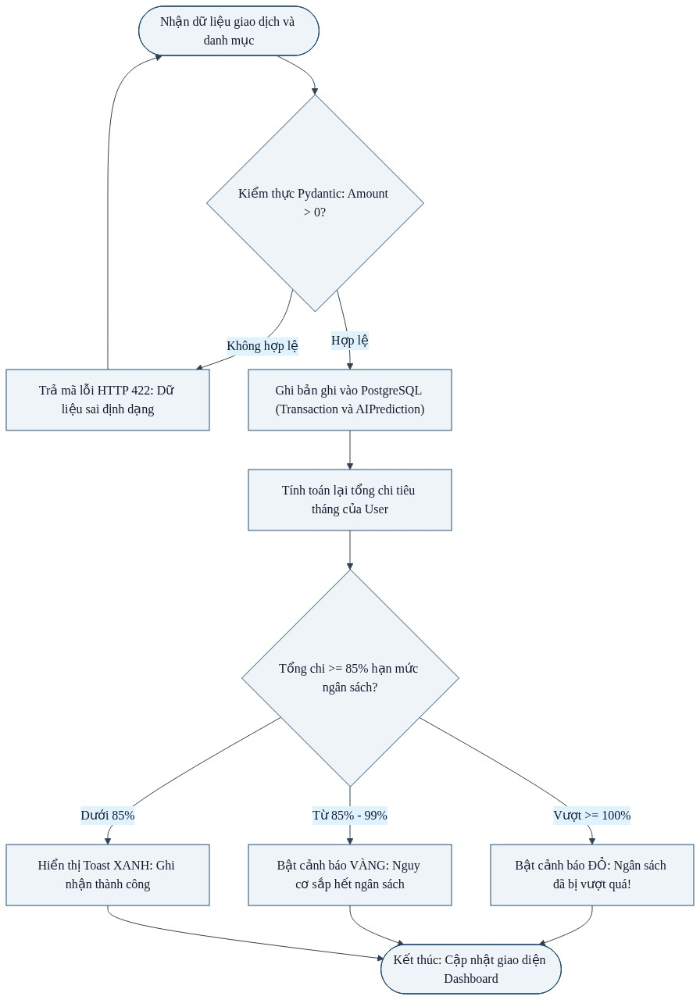 Nhận dữ liệu giao dịch và
danh mục
Kiểm thực Pydantic: Amount
> 0?
Không hợp lệ
Hợp lệ
Trả mã lỗi HTTP 422: Dữ
liệu sai định dạng
Ghi bản ghi vào PostgreSQL
(Transaction và AIPrediction)
Tính toán lại tổng chi tiêu
tháng của User
Tổng chi >= 85% hạn mức
ngân sách?
Dưới 85%
Từ 85% - 99%
Vượt >= 100%
Hiển thị Toast XANH: Ghi
nhận thành công
Bật cảnh báo VÀNG: Nguy
cơ sắp hết ngân sách
Bật cảnh báo ĐỎ: Ngân sách
đã bị vượt quá!
Kết thúc: Cập nhật giao diện
Dashboard